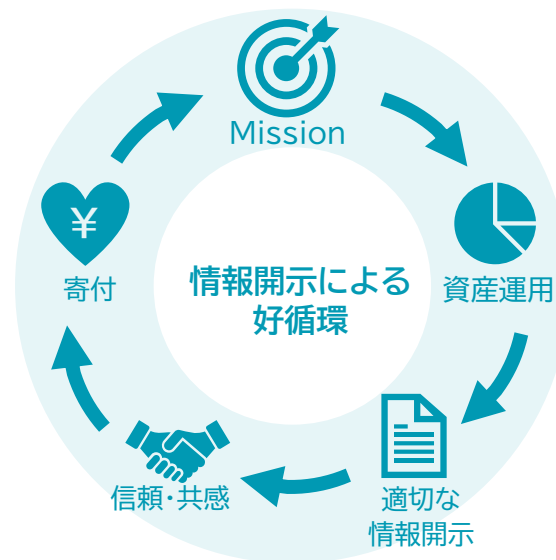 Mission
資産運用
適切な
情報開示
信頼・共感
¥
寄付
情報開示による
好循環